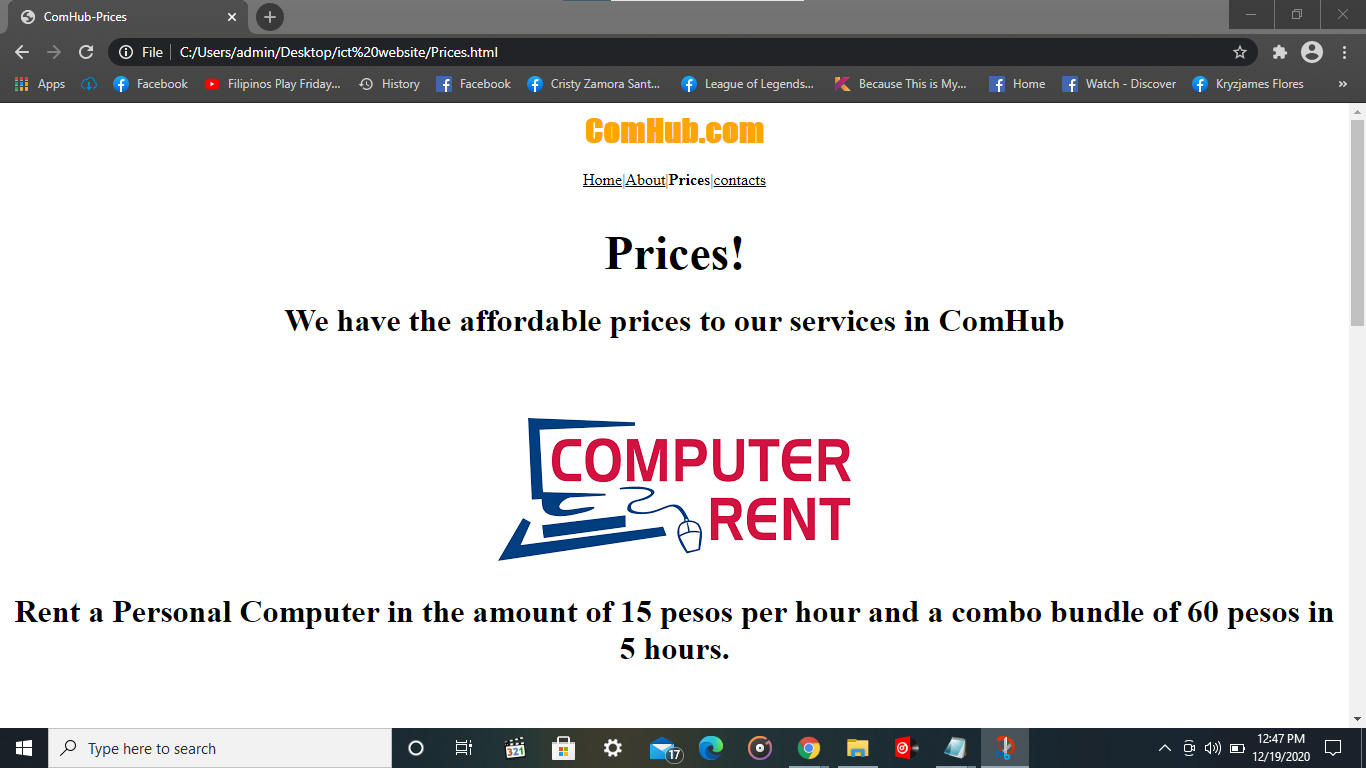 ComHub-Prices
File C:/Users/admin/Desktop/ict%20website/Prices.html
Apps Facebook Filipinos Play Friday... History Facebook Cristy Zamora Sant... League of Legends... Because This is My... Home Watch - Discover Kryzjames Flores »
ComHub.com
Home|About|Prices|contacts
Prices!
We have the affordable prices to our services in ComHub
COMPUTER
RENT
Rent a Personal Computer in the amount of 15 pesos per hour and a combo bundle of 60 pesos in
5 hours.
Type here to search
321
17
12:47 PM
12/19/2020